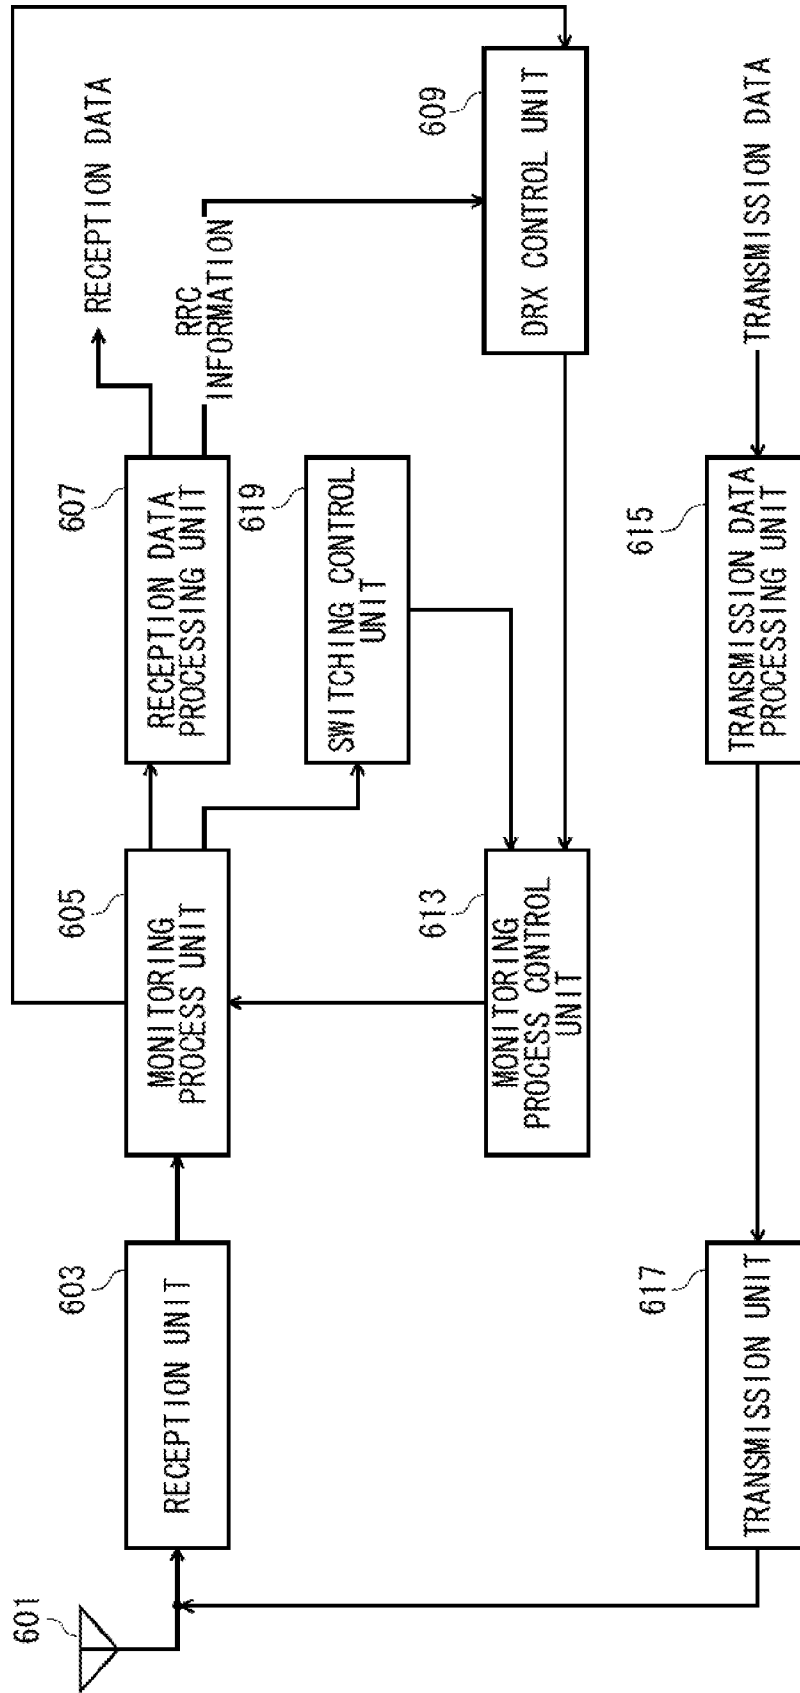 601
603
RECEPTION UNIT
605
MONITORING
PROCESS UNIT
607
RECEPTION DATA
PROCESSING UNIT
RECEPTION DATA
RRC
INFORMATION
619
SWITCHING CONTROL
UNIT
613
MONITORING
PROCESS CONTROL
UNIT
609
DRX CONTROL UNIT
617
TRANSMISSION UNIT
615
TRANSMISSION DATA
PROCESSING UNIT
TRANSMISSION DATA